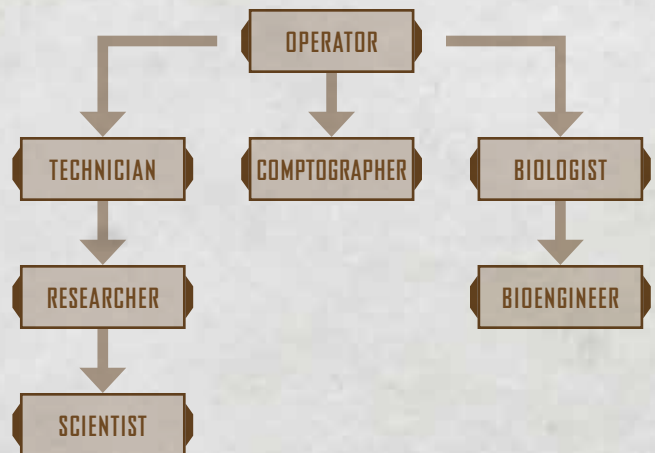 OPERATOR
TECHNICIAN
COMPTOGRAPHER
BIOLOGIST
RESEARCHER
BIOENGINEER
SCIENTIST